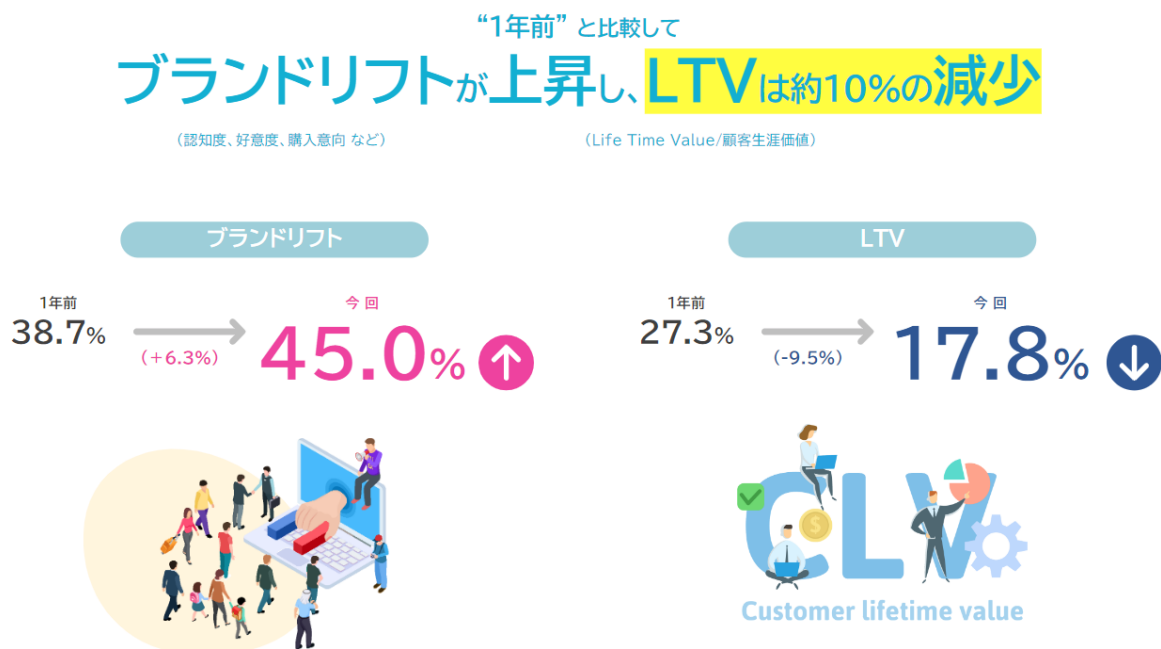 “1年前” と比較して
ブランドリフトが上昇し、LTVは約10%の減少
（認知度、好意度、購入意向 など）
（Life Time Value/顧客生涯価値）
ブランドリフト
1年前
38.7%
（+6.3%）
今回
45.0%
LTV
1年前
27.3%
（-9.5%）
今回
17.8%
$
CLV
Customer lifetime value